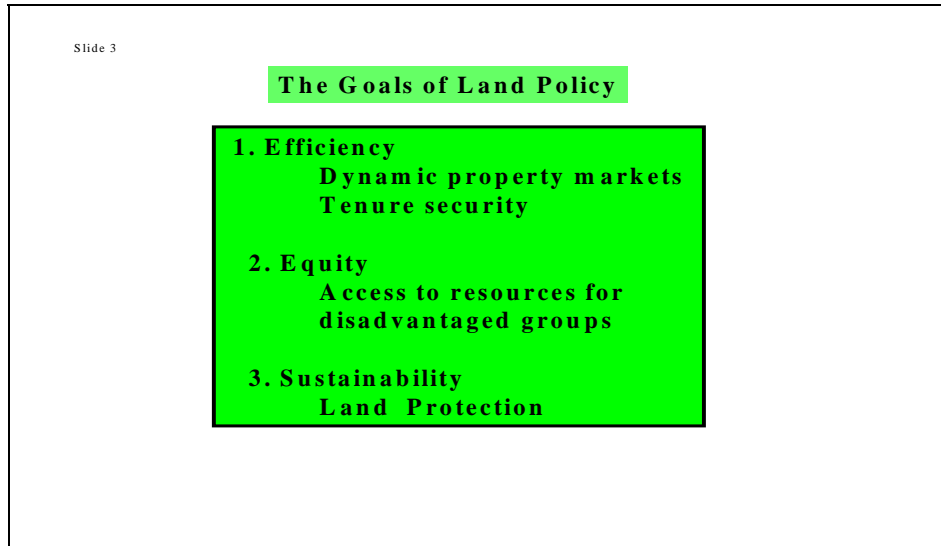 Slide 3
The Goals of Land Policy
1. Efficiency
Dynamic property markets
Tenure security
2. Equity
Access to resources for
disadvantaged groups
3. Sustainability
Land Protection